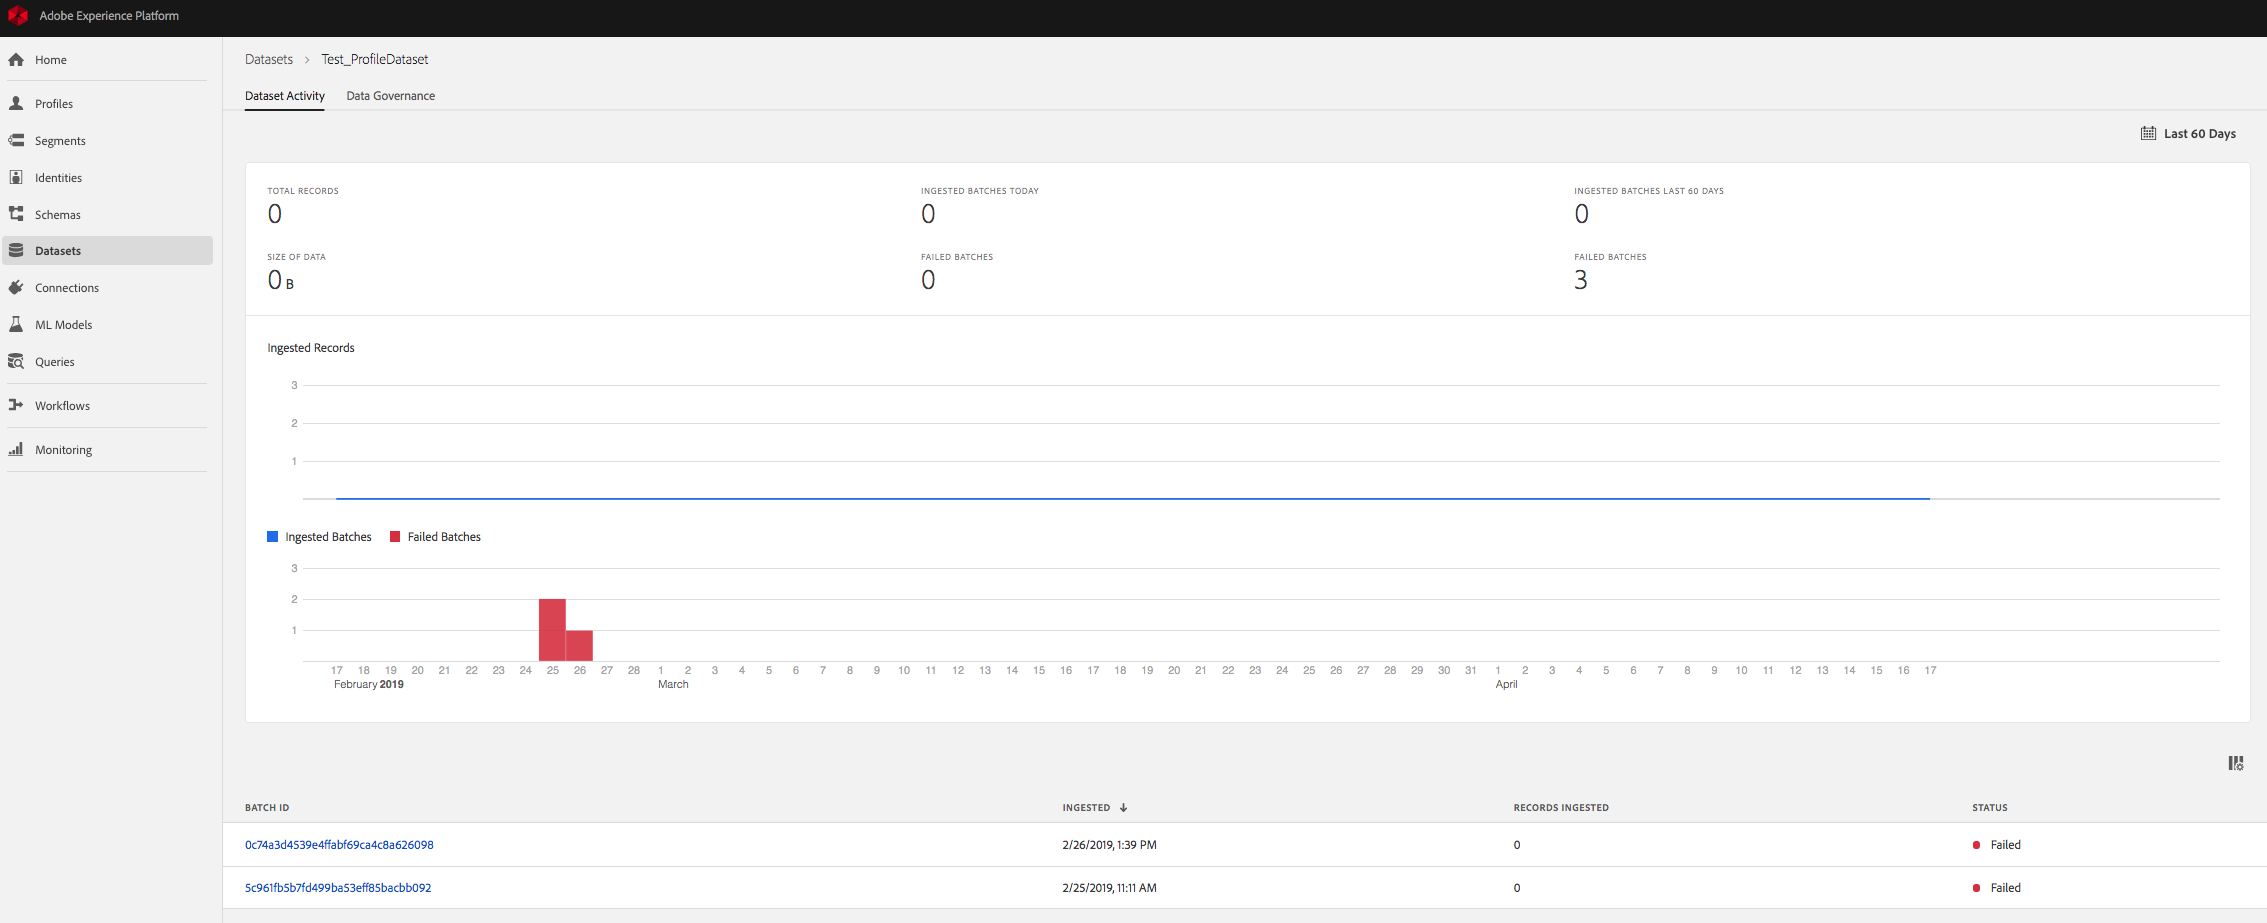 Adobe Experience Platform
Home
Profiles
Segments
Identities
Schemas
Datasets
Connections
ML Models
Queries
Workflows
Monitoring
Datasets > Test_ProfileDataset
Dataset Activity Data Governance
Last 60 Days
TOTAL RECORDS
0
INGESTED BATCHES TODAY
0
INGESTED BATCHES LAST 60 DAYS
0
SIZE OF DATA
0 B
FAILED BATCHES
0
FAILED BATCHES
3
Ingested Records
3
2
1
Ingested Batches Failed Batches
3
2
1
17 18 19 20 21 22 23 24 25 26 27 28 1 2 3 4 5 6 7 8 9 10 11 12 13 14 15 16 17 18 19 20 21 22 23 24 25 26 27 28 29 30 31 1 2 3 4 5 6 7 8 9 10 11 12 13 14 15 16 17
February 2019 March April
BATCH ID INGESTED RECORDS INGESTED STATUS
0c74a3d4539e4ffabf69ca4c8a626098 2/26/2019, 1:39 PM 0 Failed
5c961fb5b7fd499ba53eff85bacbb092 2/25/2019, 11:11 AM 0 Failed